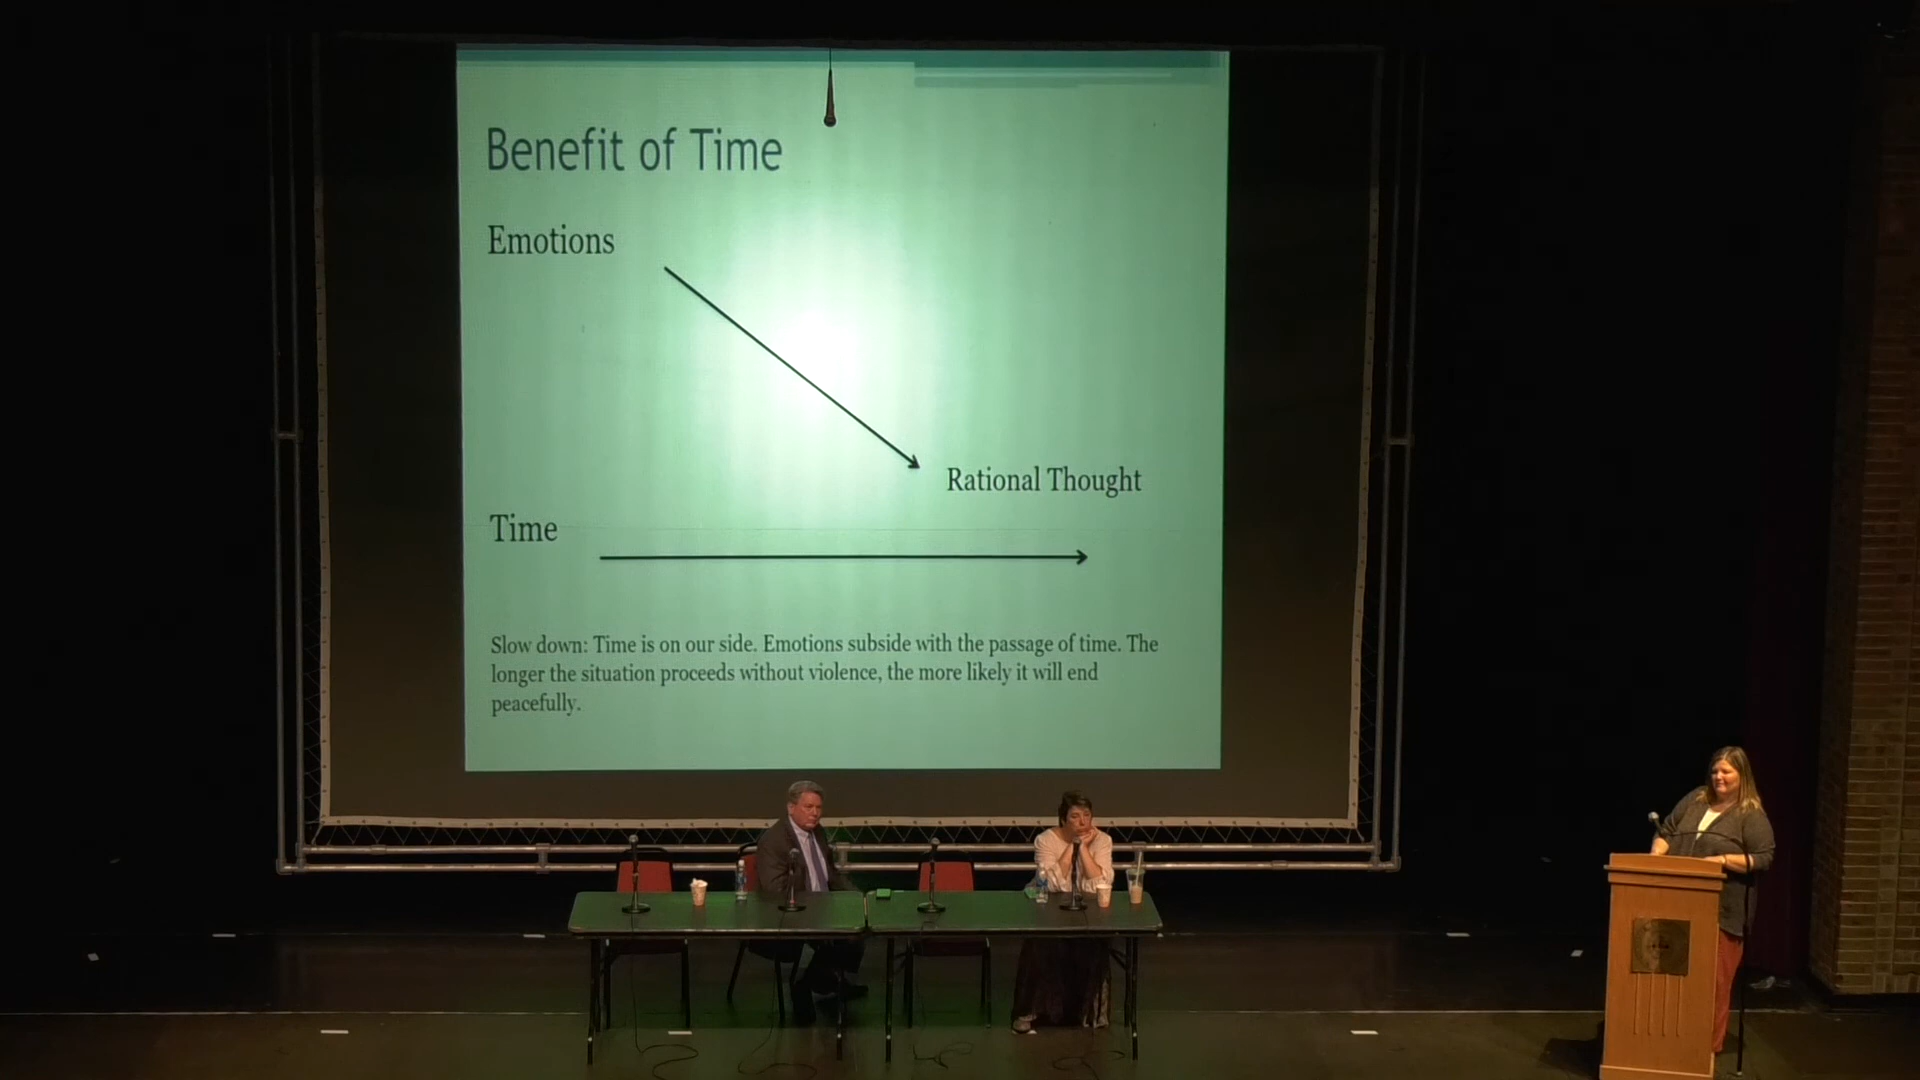 Benefit of Time
Emotions
Rational Thought
Time
Slow down: Time is on our side. Emotions subside with the passage of time. The
longer the situation proceeds without violence, the more likely it will end
peacefully.